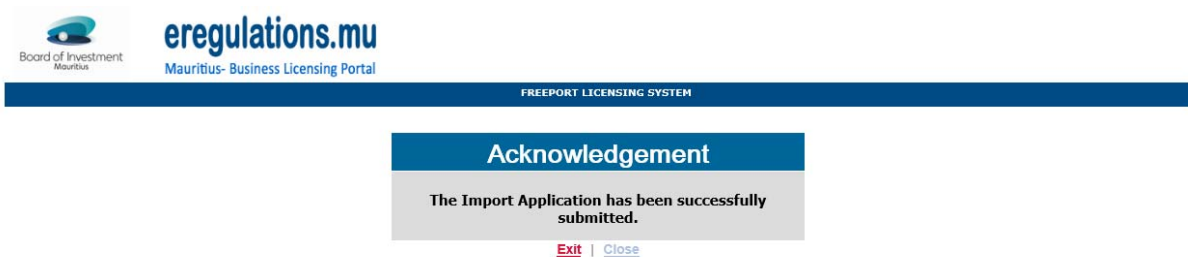 Board of Investment
Mauritius
eregulations.mu
Mauritius- Business Licensing Portal
FREEPORT LICENSING SYSTEM
Acknowledgement
The Import Application has been successfully
submitted.
Exit | Close